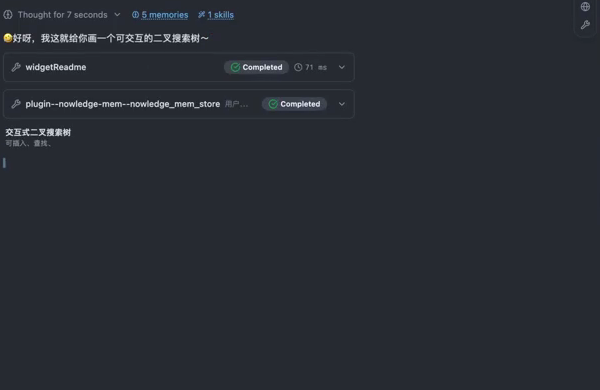 Thought for 7 seconds 5 memories 1 skills
🤣好呀，我这就给你画一个可交互的二叉搜索树～
widgetReadme Completed 71 ms
plugin--nowledge-mem--nowledge_mem_store 用户... Completed
交互式二叉搜索树
可插入、查找、